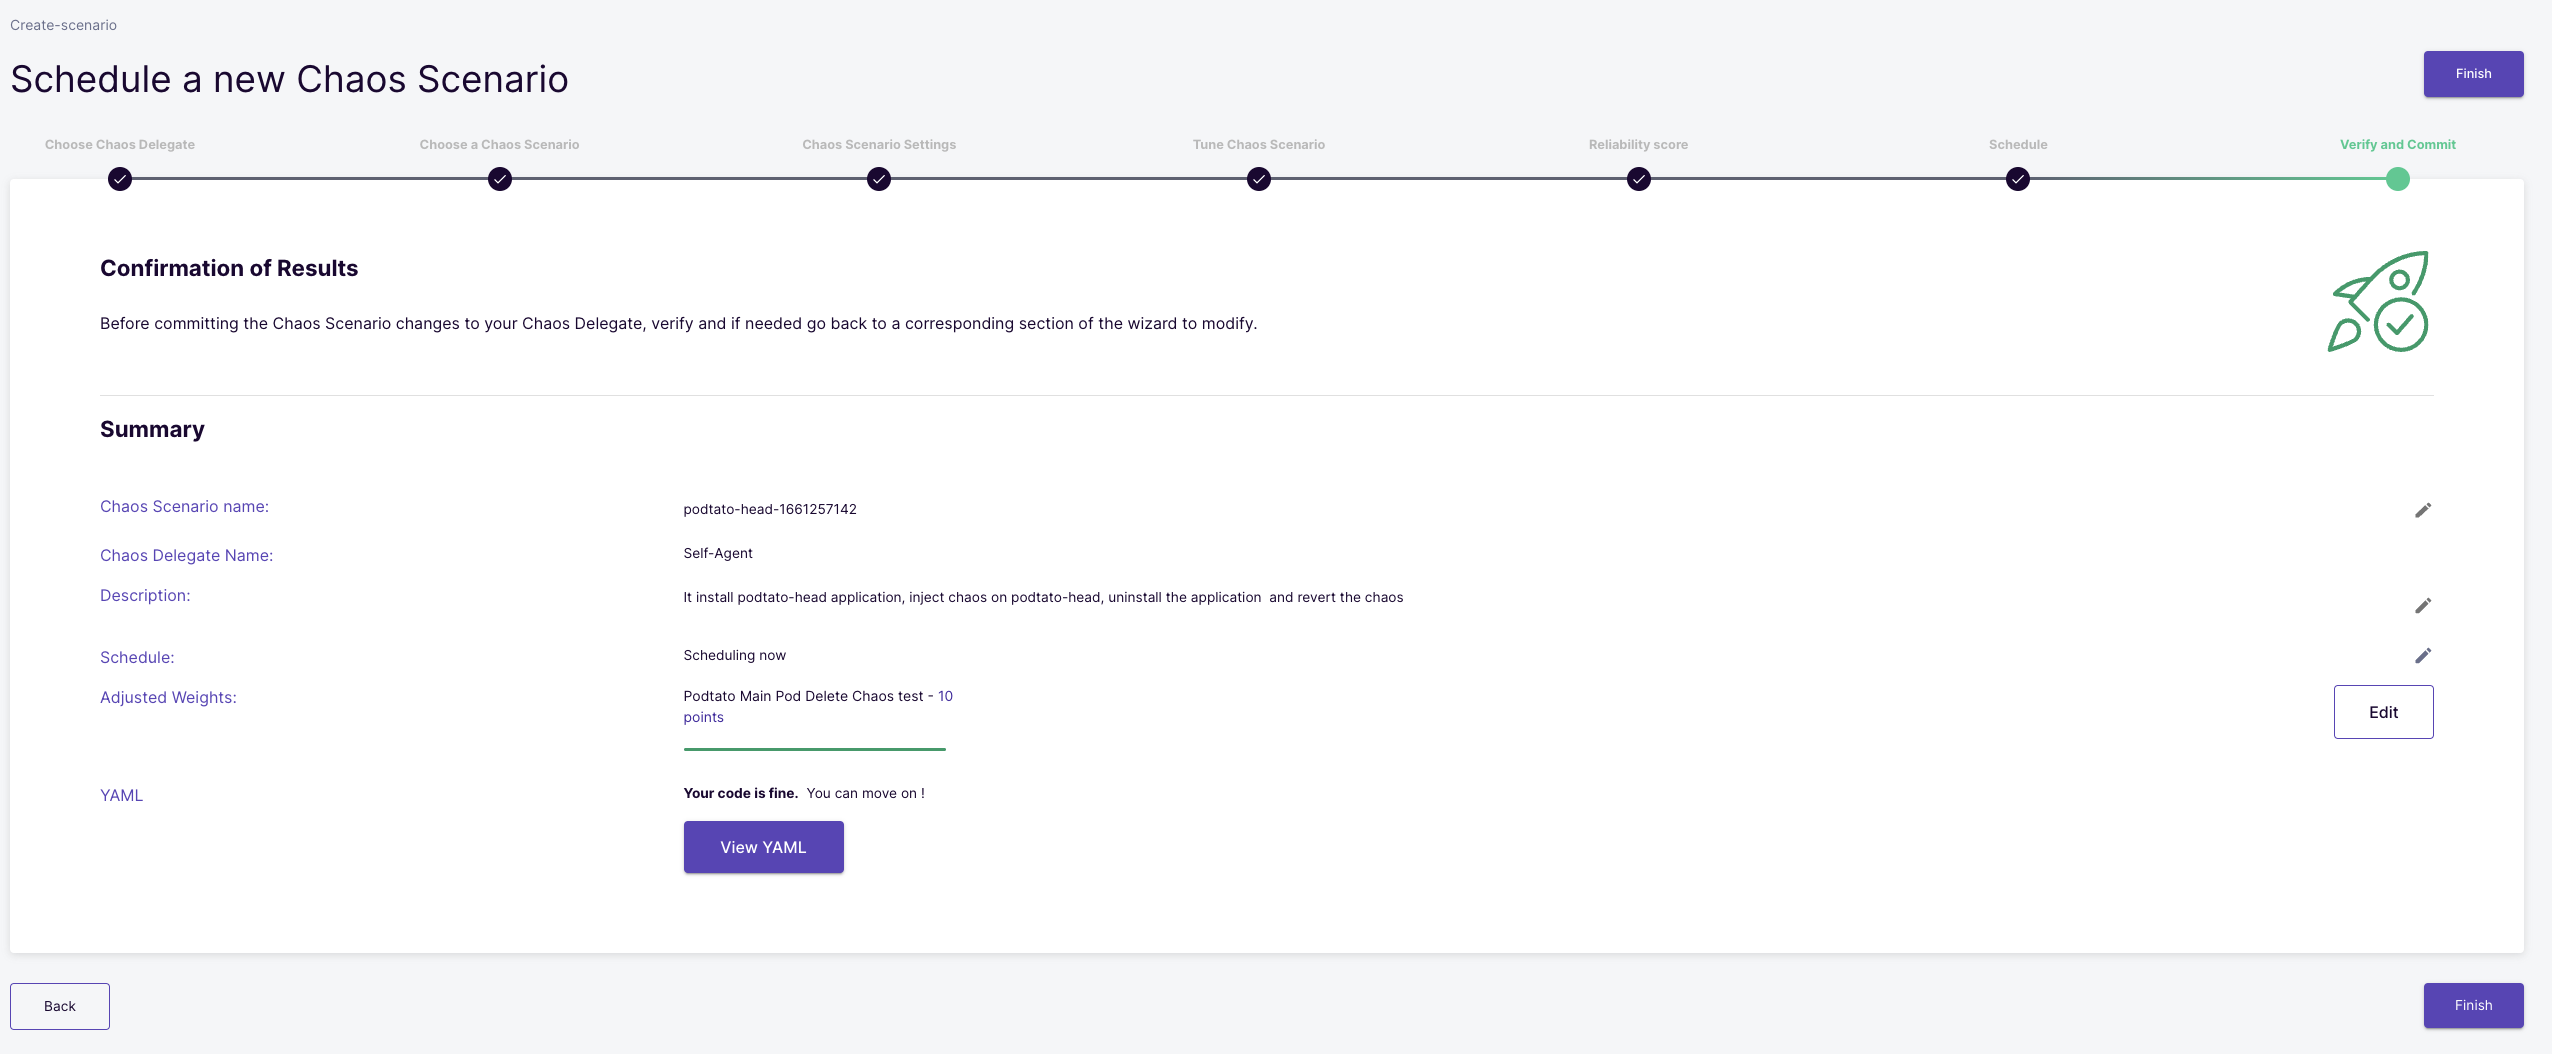 Create-scenario
Schedule a new Chaos Scenario
Finish
Choose Chaos Delegate
Choose a Chaos Scenario
Chaos Scenario Settings
Tune Chaos Scenario
Reliability score
Schedule
Verify and Commit
Confirmation of Results
Before committing the Chaos Scenario changes to your Chaos Delegate, verify and if needed go back to a corresponding section of the wizard to modify.
Summary
Chaos Scenario name:
podtato-head-1661257142
Chaos Delegate Name:
Self-Agent
Description:
It install podtato-head application, inject chaos on podtato-head, uninstall the application  and revert the chaos
Schedule:
Scheduling now
Adjusted Weights:
Podtato Main Pod Delete Chaos test - 10
points
Edit
YAML
Your code is fine.  You can move on !
View YAML
Back
Finish